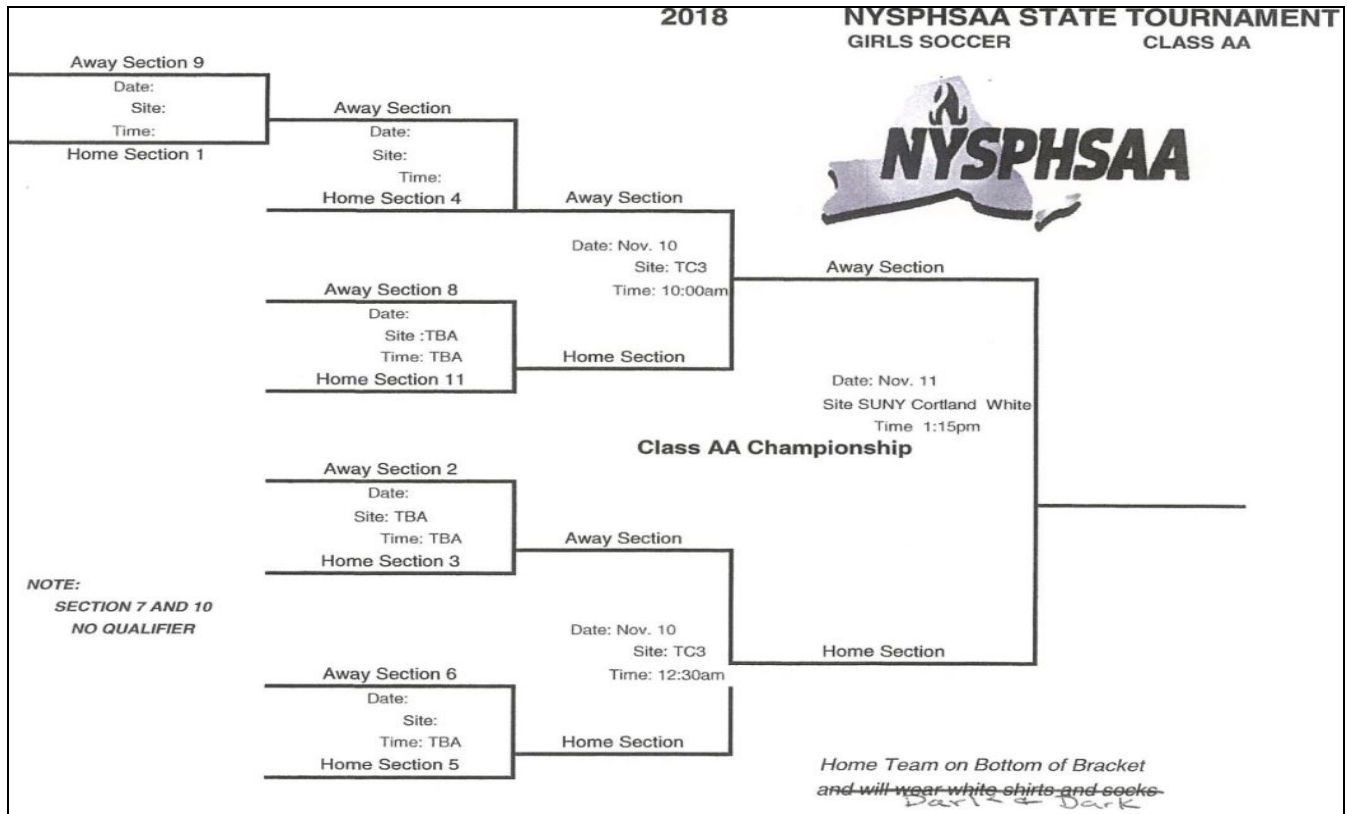 2018 NYSPHSAA STATE TOURNAMENT
GIRLS SOCCER CLASS AA
NYSPHSAA
Away Section 9
Date:
Site:
Time:
Home Section 1
Away Section
Date:
Site:
Time:
Home Section 4
Away Section
Date: Nov. 10
Site: TC3
Time: 10:00am
Home Section
Away Section 8
Date:
Site :TBA
Time: TBA
Home Section 11
Away Section
Date: Nov. 11
Site SUNY Cortland White
Time 1:15pm
Class AA Championship
Home Section
Away Section 2
Date:
Site: TBA
Time: TBA
Home Section 3
Away Section
Date: Nov. 10
Site: TC3
Time: 12:30am
Home Section
Away Section 6
Date:
Site:
Time: TBA
Home Section 5
NOTE:
SECTION 7 AND 10
NO QUALIFIER
Home Team on Bottom of Bracket
and will wear white shirts and socks
Dark & Dark